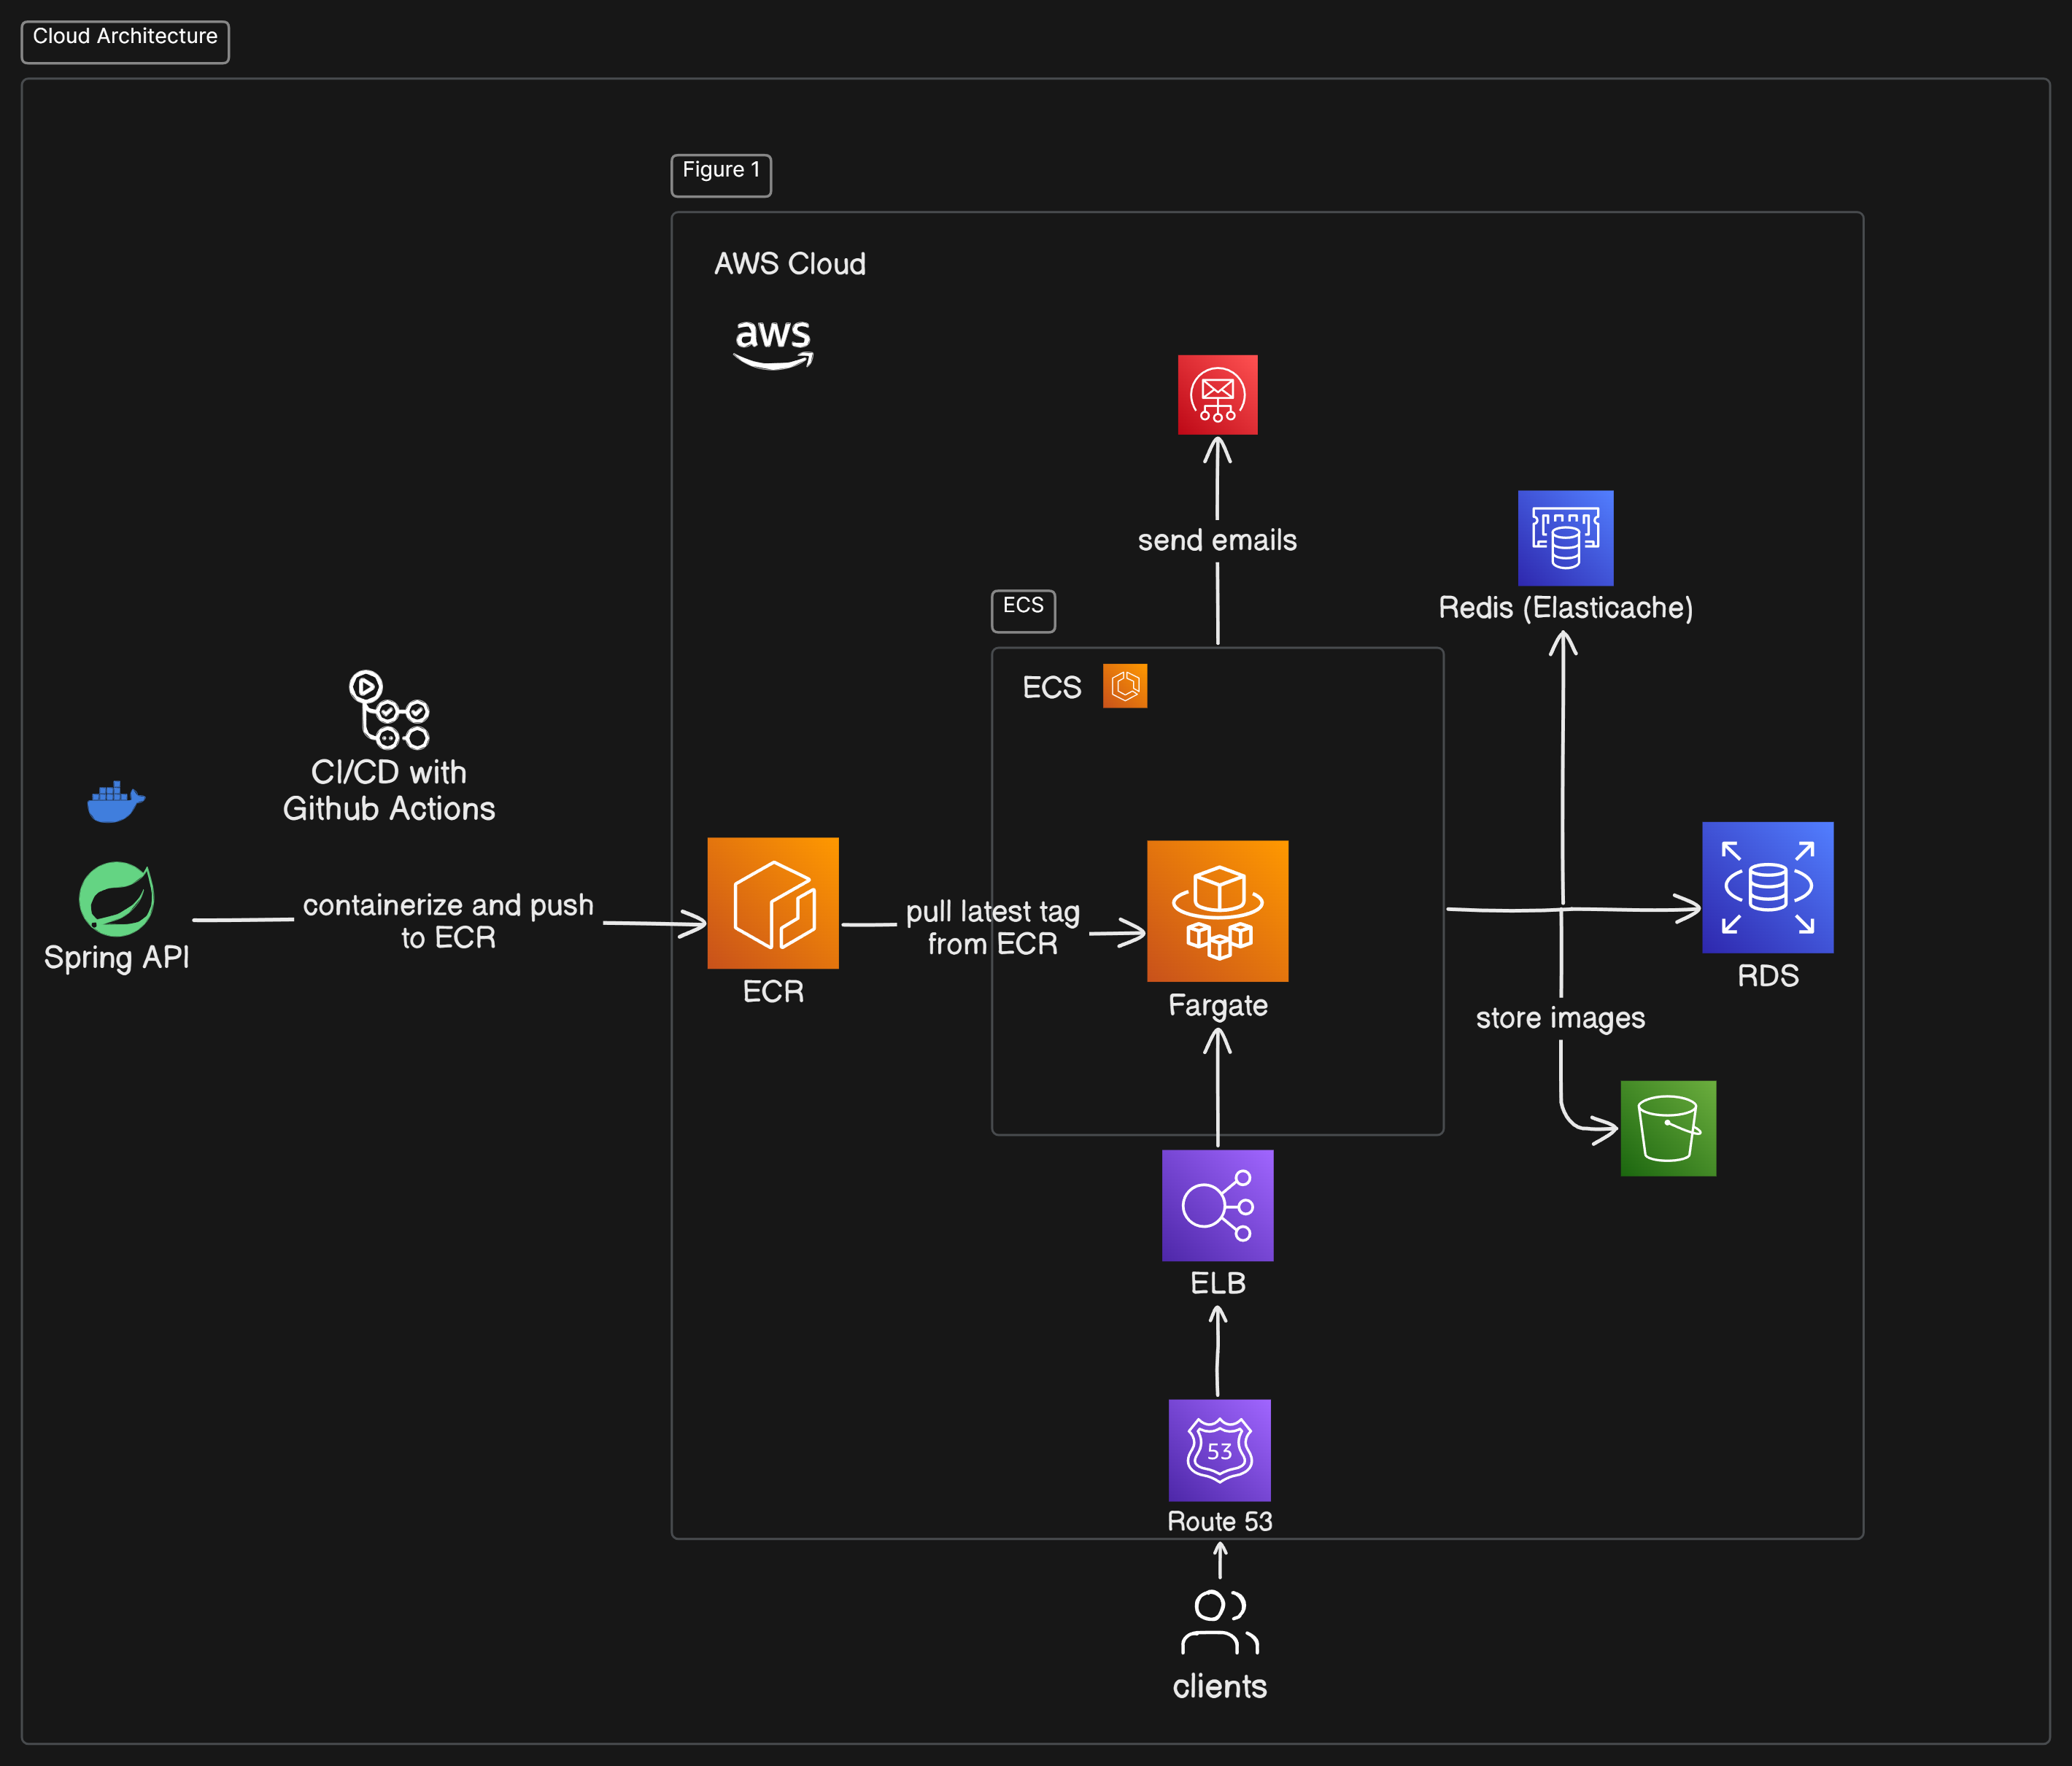 Cloud Architecture
Figure 1
AWS Cloud
aws
send emails
Redis (Elasticache)
ECS
ECS
CI/CD with
Github Actions
containerize and push
to ECR
Spring API
ECR
pull latest tag
from ECR
Fargate
RDS
store images
ELB
53
Route 53
clients